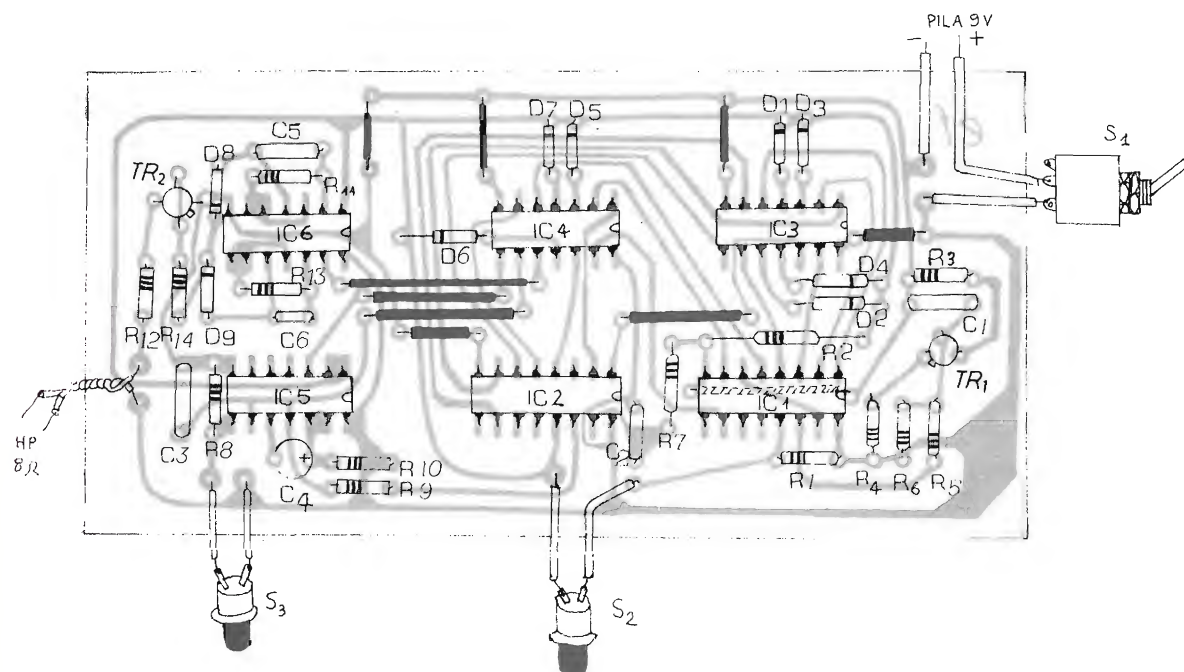 PILA 9V
- +
S1
D7 D5
D1 D3
C5
D8
TR2
R11
IC6
IC4
IC3
D6
R13
D4
R3
D2
C1
R12 R14 D9
C6
R2
TR1
IC5
IC2
IC1
HP
8Ω
C3
R8
R7
C4
+
R10
R9
R1
R4 R6 R5
S3
S2